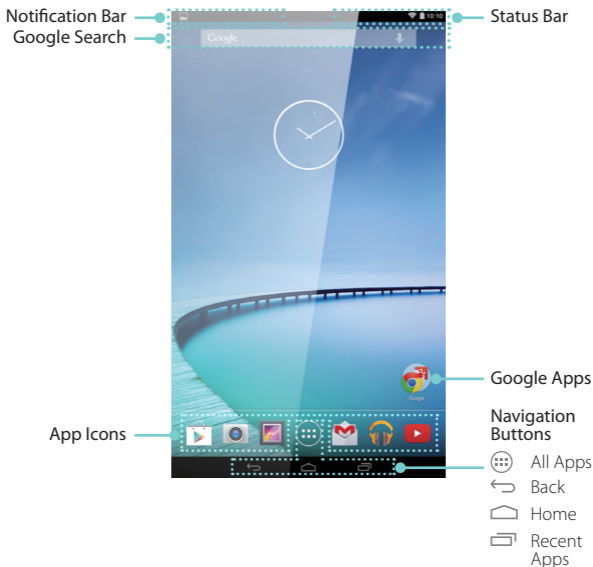 Notification Bar
Status Bar
10:10
Google Search
Google
Google Apps
Google
App Icons
Navigation
Buttons
All Apps
Back
Home
Recent
Apps